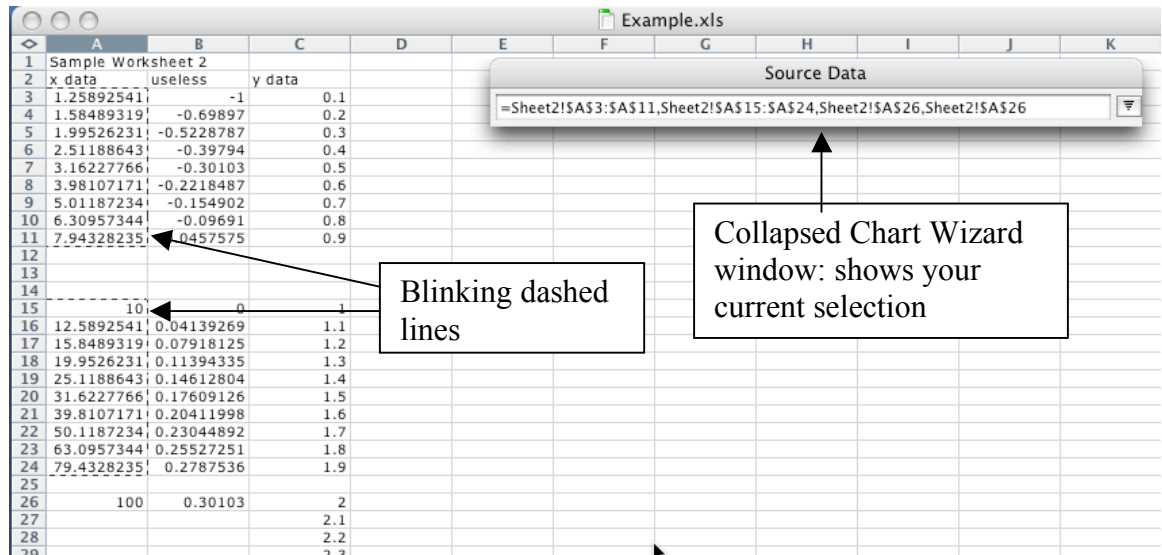 Example.xls
A B C D E F G H I J K
1 Sample Worksheet 2
2 x data useless y data
3 1.25892541 -1 0.1
4 1.58489319 -0.69897 0.2
5 1.99526231 -0.5228787 0.3
6 2.51188643 -0.39794 0.4
7 3.16227766 -0.30103 0.5
8 3.98107171 -0.2218487 0.6
9 5.01187234 -0.154902 0.7
10 6.30957344 -0.09691 0.8
11 7.94328235 .0457575 0.9
12
13
14
15 10 0 1
16 12.5892541 0.04139269 1.1
17 15.8489319 0.07918125 1.2
18 19.9526231 0.11394335 1.3
19 25.1188643 0.14612804 1.4
20 31.6227766 0.17609126 1.5
21 39.8107171 0.20411998 1.6
22 50.1187234 0.23044892 1.7
23 63.0957344 0.25527251 1.8
24 79.4328235 0.2787536 1.9
25
26 100 0.30103 2
27 2.1
28 2.2
29 2.3
Source Data
=Sheet2!$A$3:$A$11,Sheet2!$A$15:$A$24,Sheet2!$A$26,Sheet2!$A$26
Collapsed Chart Wizard
window: shows your
current selection
Blinking dashed
lines